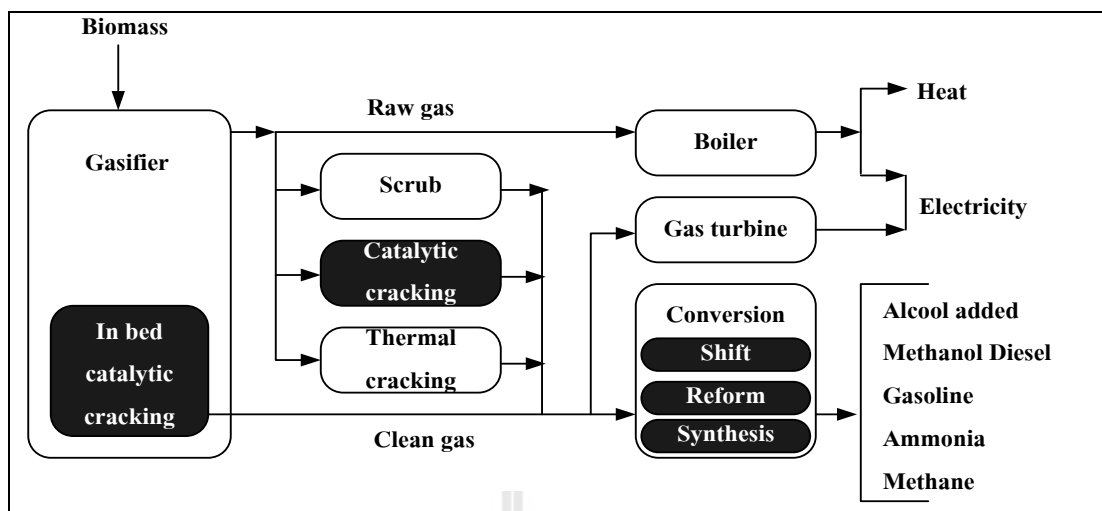 Biomass
Gasifier
In bed
catalytic
cracking
Raw gas
Scrub
Catalytic
cracking
Thermal
cracking
Clean gas
Boiler
Gas turbine
Conversion
Shift
Reform
Synthesis
Heat
Electricity
Alcool added
Methanol Diesel
Gasoline
Ammonia
Methane